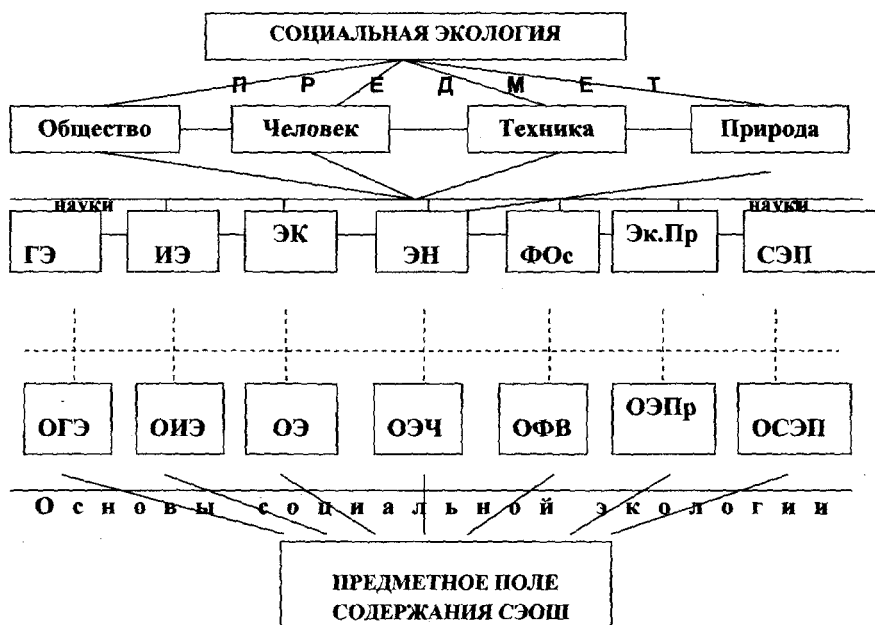 СОЦИАЛЬНАЯ ЭКОЛОГИЯ
П Р Е Д М Е Т
Общество Человек Техника Природа
науки науки
ГЭ ИЭ ЭК ЭН ФОс Эк.Пр СЭП
ОГЭ ОИЭ ОЭ ОЭЧ ОФВ ОЭПр ОСЭП
О с н о в ы с о ц и а л ь н о й э к о л о г и и
ПРЕДМЕТНОЕ ПОЛЕ
СОДЕРЖАНИЯ СЭОШ